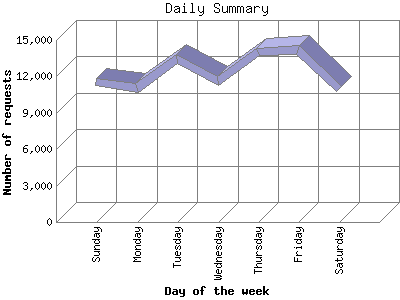 Daily Summary
Number of requests
15,000
12,000
9,000
6,000
3,000
0
Sunday
Monday
Tuesday
Wednesday
Thursday
Friday
Saturday
Day of the week